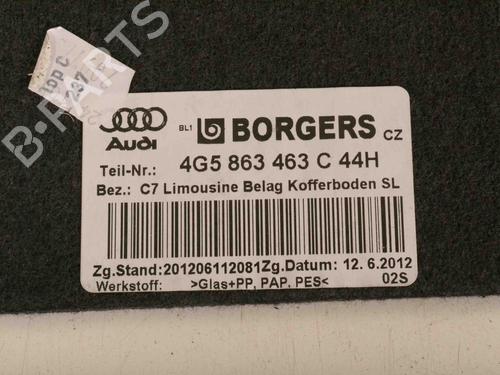 Audi
BL1 BORGERS CZ
Teil-Nr.: 4G5 863 463 C 44H
Bez.: C7 Limousine Belag Kofferboden SL
Zg.Stand:201206112081Zg.Datum: 12. 6.2012
Werkstoff: >Glas+PP, PAP, PES< 02S
B-PARTS